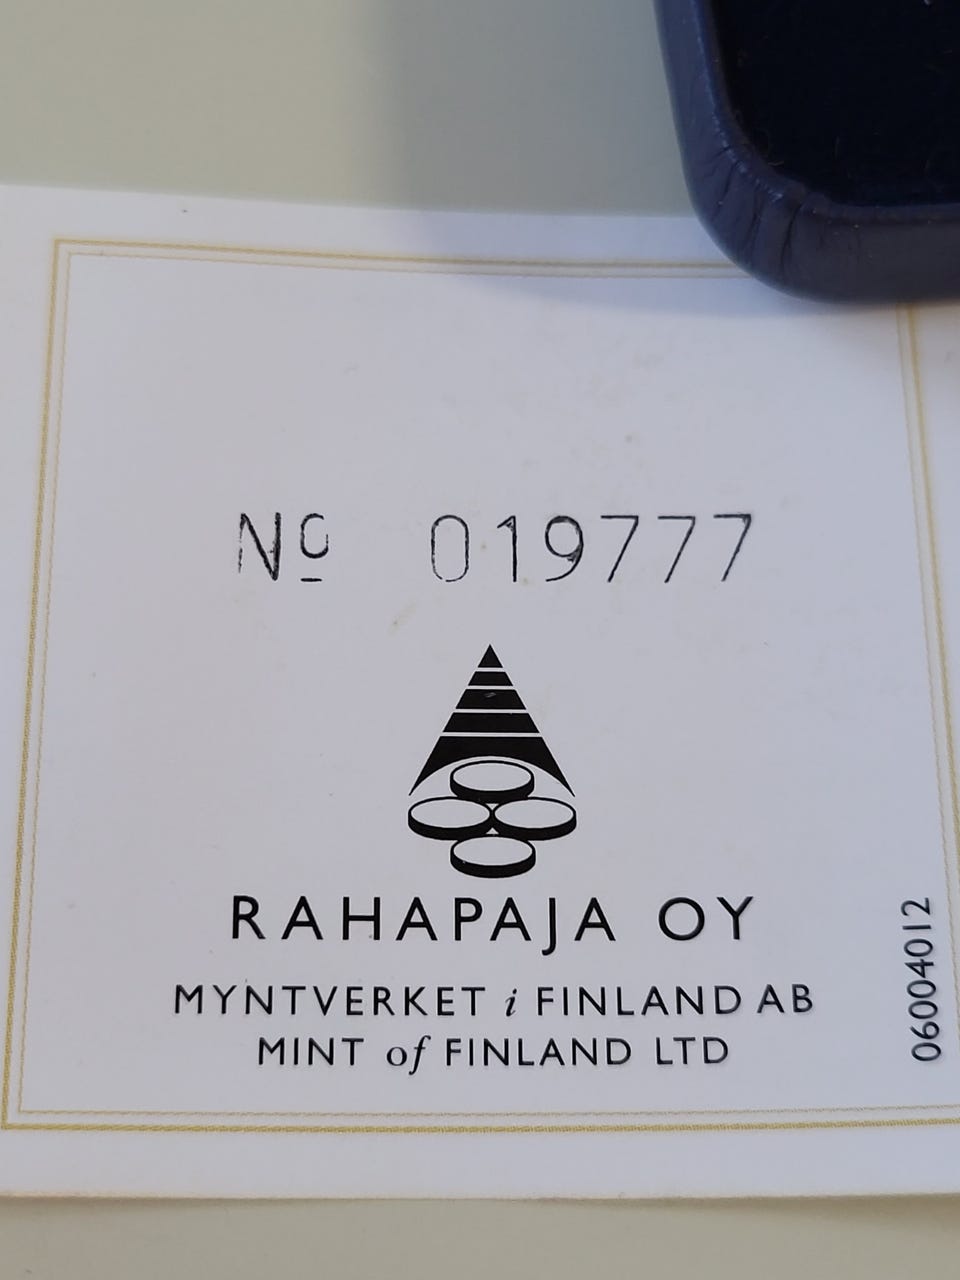 Nº 019777
RAHAPAJA OY
MYNTVERKET i FINLAND AB
MINT of FINLAND LTD
06004012